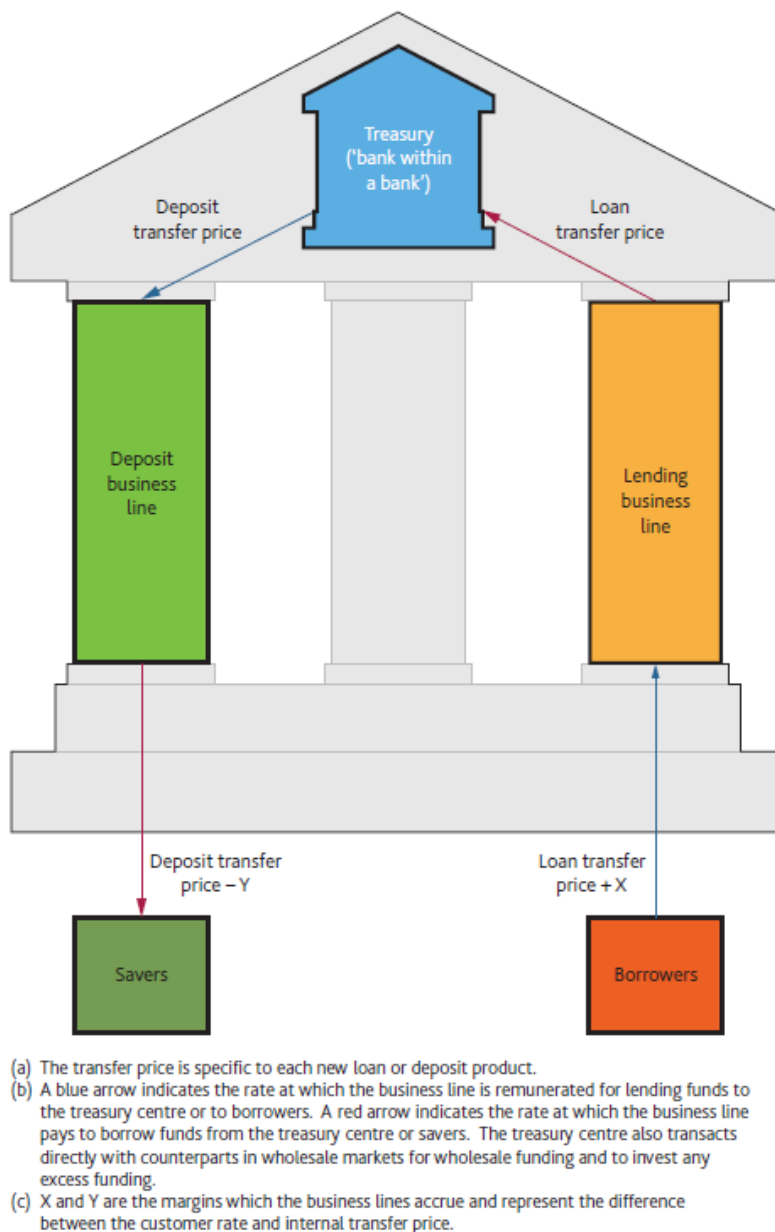 Treasury
('bank within
a bank')
Deposit
transfer price
Loan
transfer price
Deposit
business
line
Lending
business
line
Deposit transfer
price – Y
Loan transfer
price + X
Savers
Borrowers
(a) The transfer price is specific to each new loan or deposit product.
(b) A blue arrow indicates the rate at which the business line is remunerated for lending funds to
the treasury centre or to borrowers. A red arrow indicates the rate at which the business line
pays to borrow funds from the treasury centre or savers. The treasury centre also transacts
directly with counterparts in wholesale markets for wholesale funding and to invest any
excess funding.
(c) X and Y are the margins which the business lines accrue and represent the difference
between the customer rate and internal transfer price.